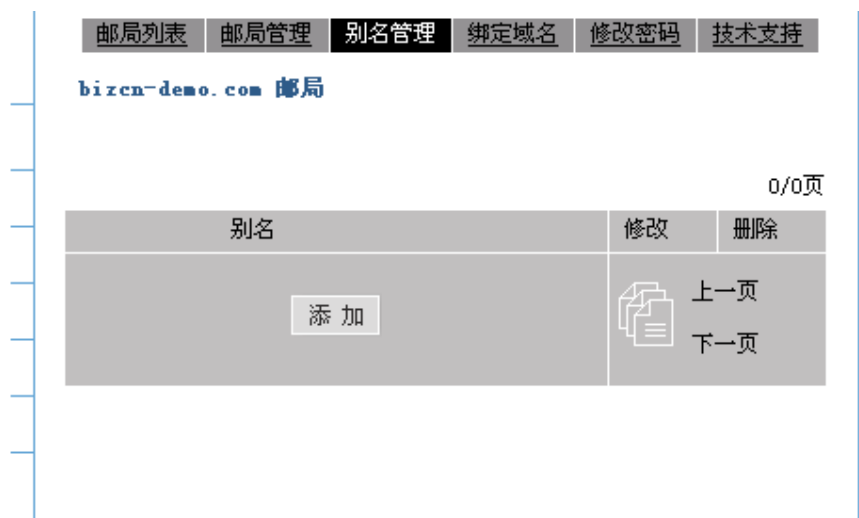 邮局列表 邮局管理 别名管理 绑定域名 修改密码 技术支持
bizcn-demo.com 邮局
0/0页
别名 修改 删除
添 加
上一页
下一页